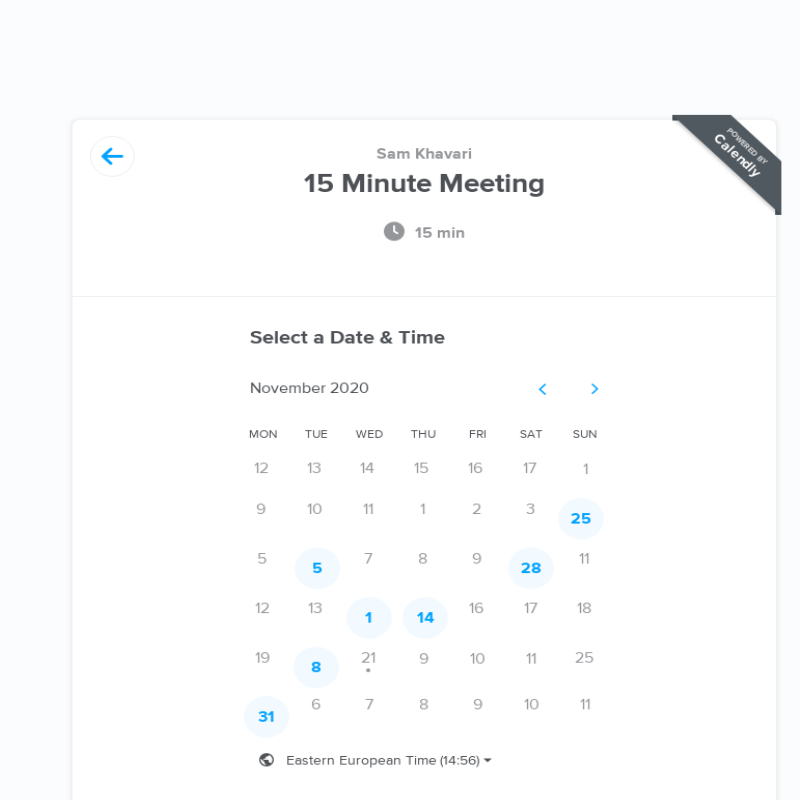 POWERED BY
Calendly
Sam Khavari
15 Minute Meeting
15 min
Select a Date & Time
November 2020
MON TUE WED THU FRI SAT SUN
12 13 14 15 16 17 1
9 10 11 1 2 3 25
5 5 7 8 9 28 11
12 13 1 14 16 17 18
19 8 21 9 10 11 25
31 6 7 8 9 10 11
Eastern European Time (14:56)